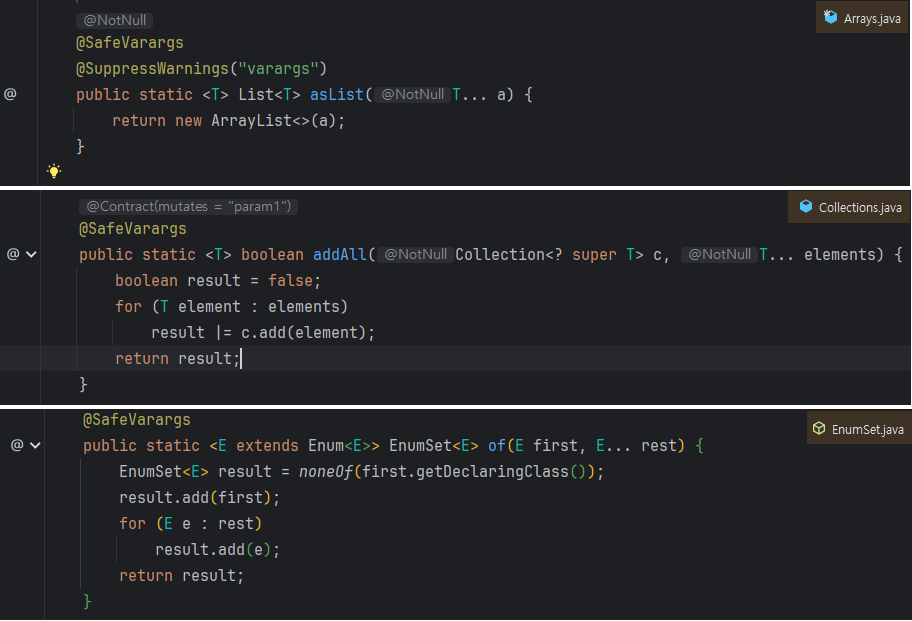 @NotNull
Arrays.java
@SafeVarargs
@SuppressWarnings("varargs")
@
public static <T> List<T> asList( @NotNull T... a) {
return new ArrayList<>(a);
}
@Contract(mutates = "param1")
Collections.java
@SafeVarargs
@
public static <T> boolean addAll( @NotNull Collection<? super T> c, @NotNull T... elements) {
boolean result = false;
for (T element : elements)
result |= c.add(element);
return result;
}
@SafeVarargs
EnumSet.java
@
public static <E extends Enum<E>> EnumSet<E> of(E first, E... rest) {
EnumSet<E> result = noneOf(first.getDeclaringClass());
result.add(first);
for (E e : rest)
result.add(e);
return result;
}